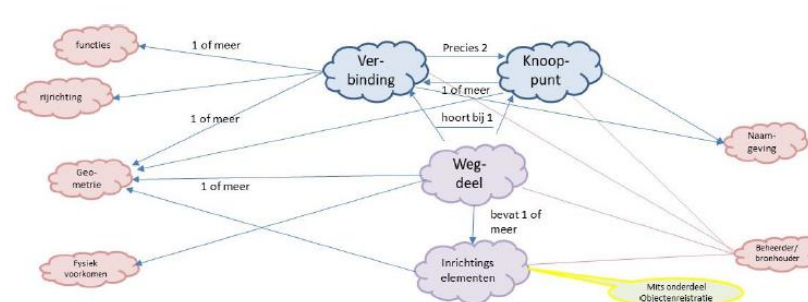 functies
1 of meer
Ver-
binding
Precies 2
Knoop-
punt
rijrichting
1 of meer
1 of meer
hoort bij 1
Naam-
geving
Geo-
metrie
1 of meer
Weg-
deel
bevat 1 of
meer
Fysiek
voorkomen
Inrichtings
elementen
Beheerder/
bronhouder
Mits onderdeel
Objectenreistratie